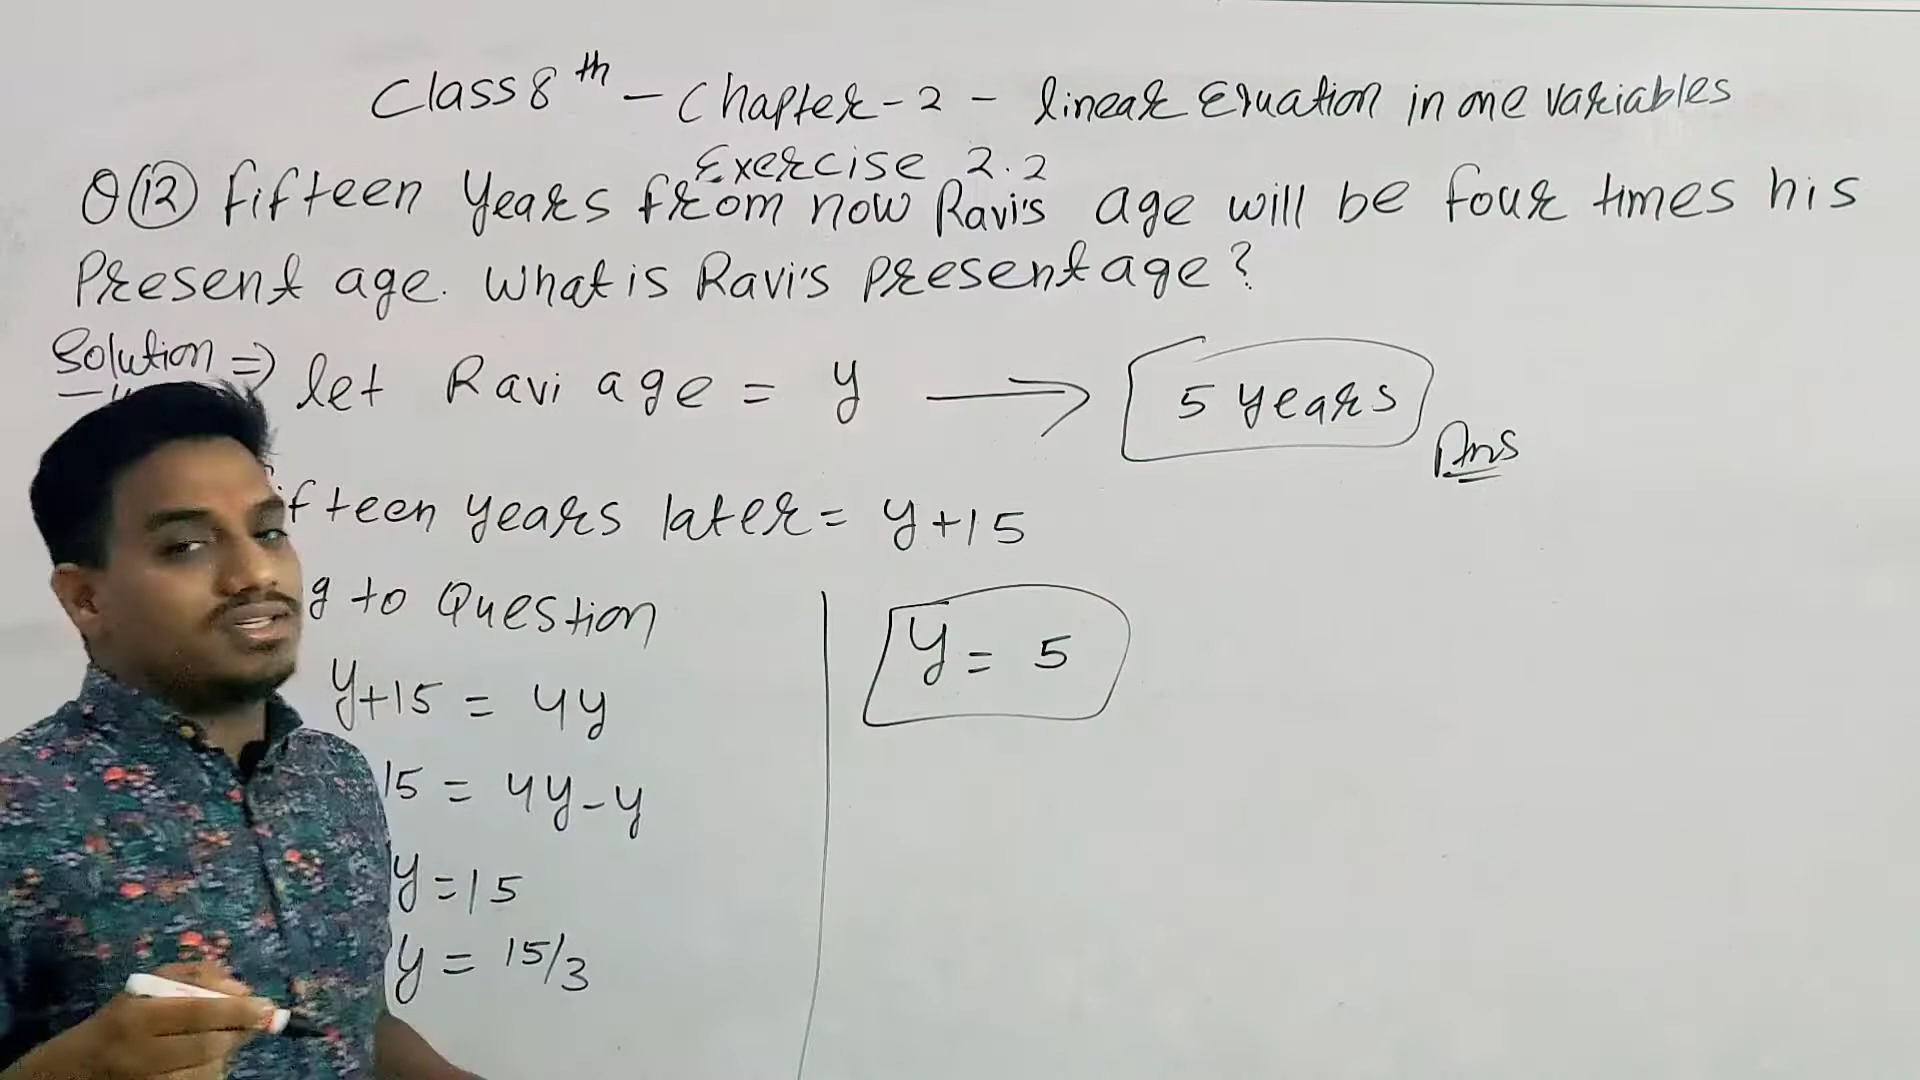 Class 8th - Chapter-2 - linear Equation in one variables
Exercise 2.2
Q(12) Fifteen Years from now Ravi's age will be four times his
Present age. What is Ravi's present age?
Solution ⇒ let Ravi age = y → 5 years
Ans
ifteen years later = y+15
g to Question
y+15 = 4y
15 = 4y-y
y=15
y = 15/3
y = 5